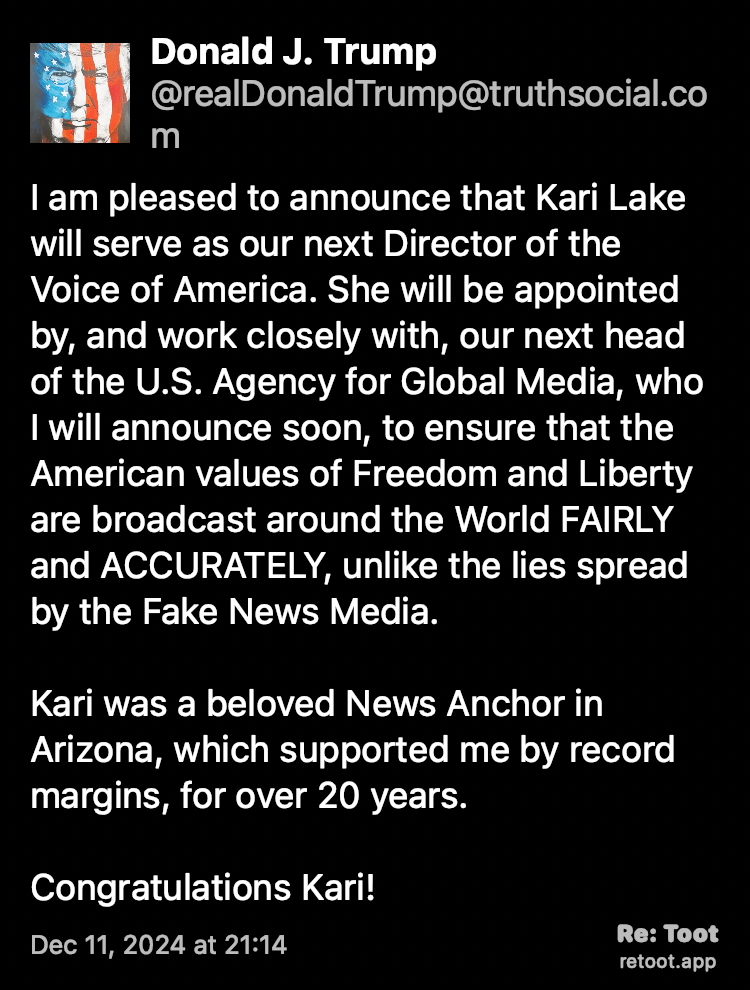 Donald J. Trump
@realDonaldTrump@truthsocial.co
m
I am pleased to announce that Kari Lake
will serve as our next Director of the
Voice of America. She will be appointed
by, and work closely with, our next head
of the U.S. Agency for Global Media, who
I will announce soon, to ensure that the
American values of Freedom and Liberty
are broadcast around the World FAIRLY
and ACCURATELY, unlike the lies spread
by the Fake News Media.
Kari was a beloved News Anchor in
Arizona, which supported me by record
margins, for over 20 years.
Congratulations Kari!
Dec 11, 2024 at 21:14
Re: Toot
retoot.app